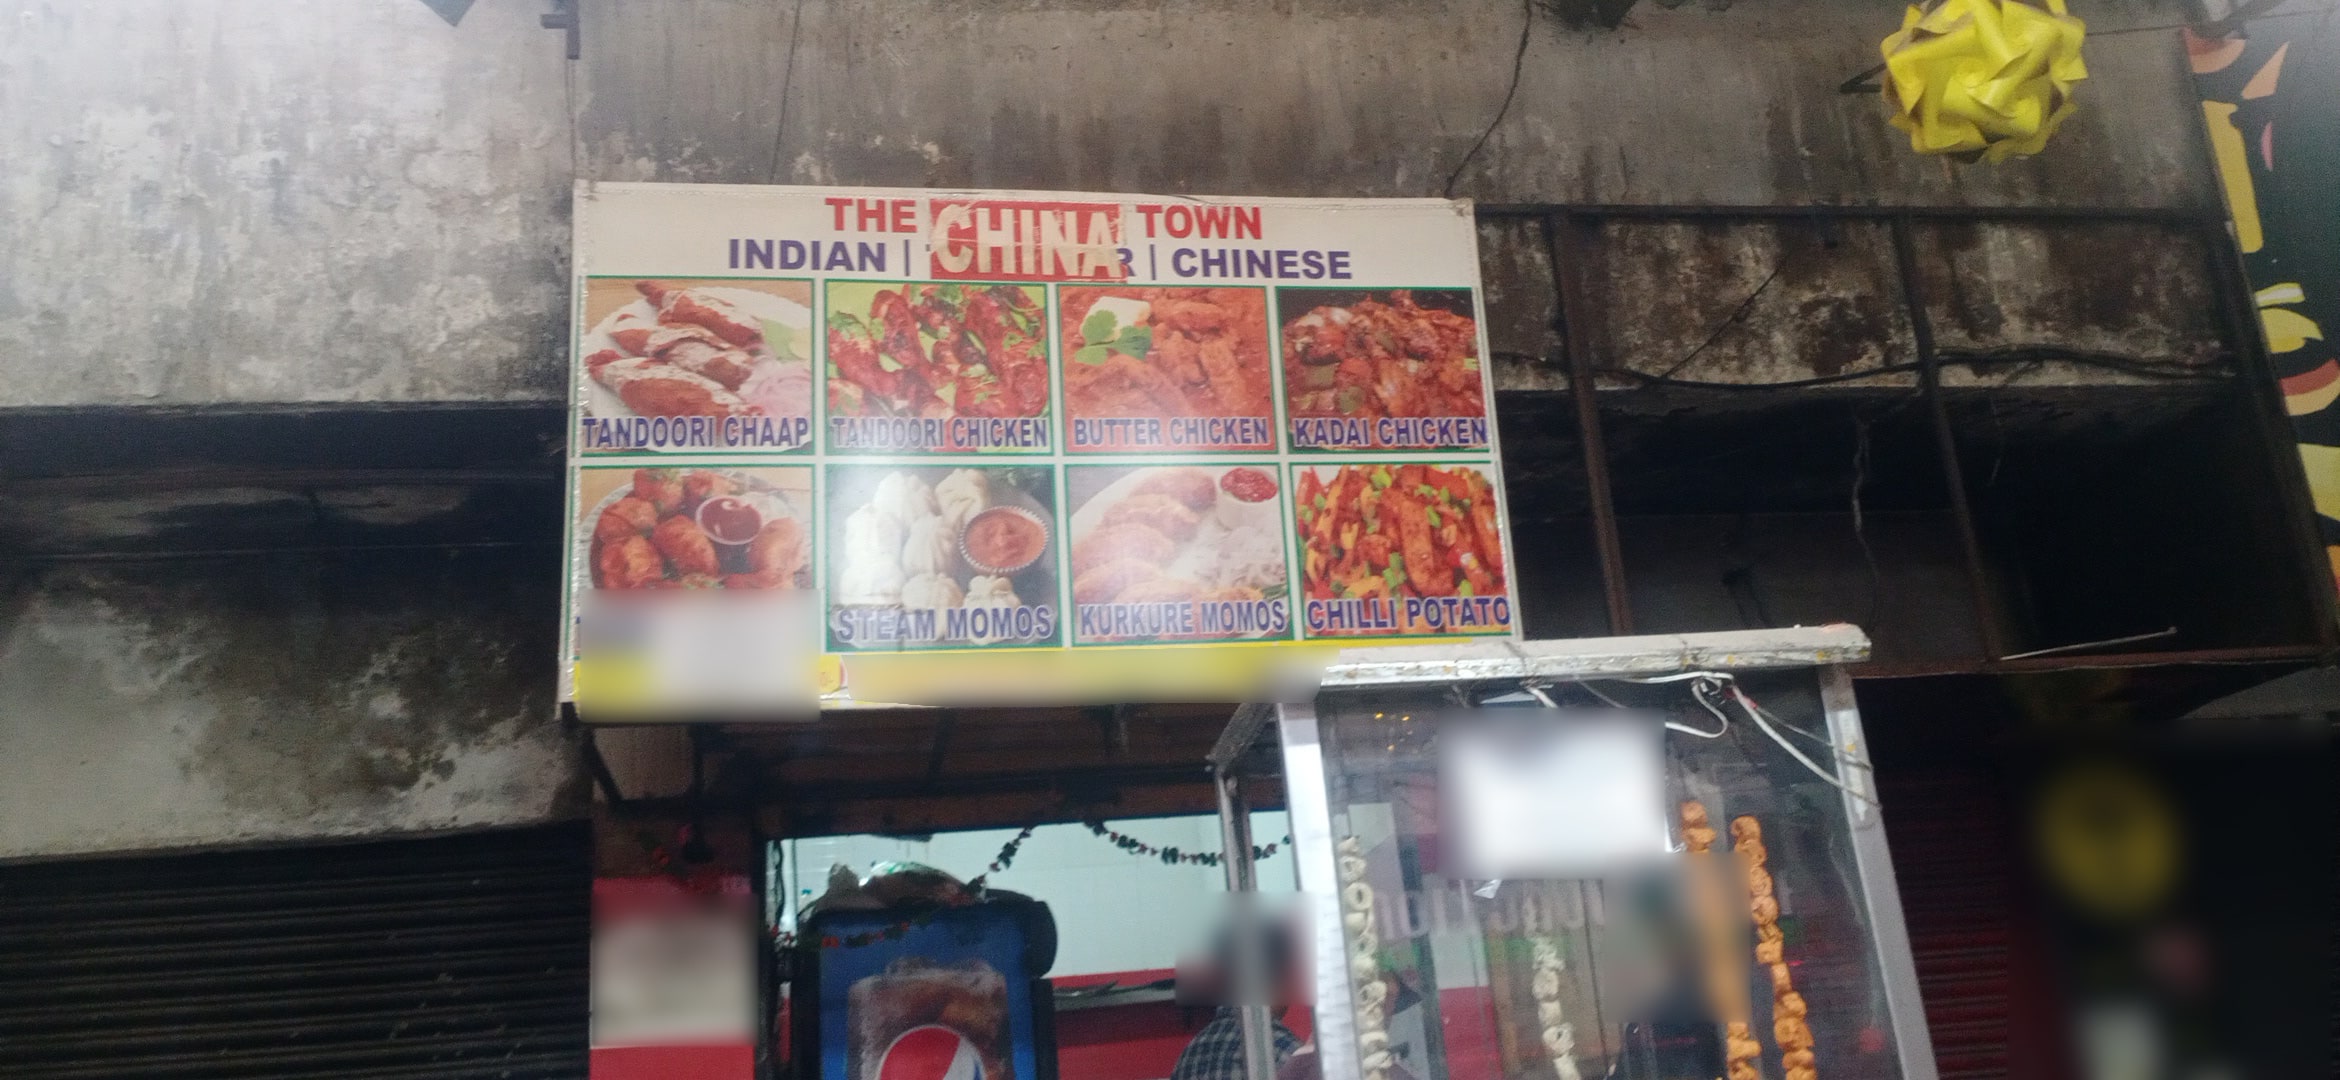 THE CHINA TOWN
INDIAN | R | CHINESE
TANDOORI CHAAP
TANDOORI CHICKEN
BUTTER CHICKEN
KADAI CHICKEN
STEAM MOMOS
KURKURE MOMOS
CHILLI POTATO